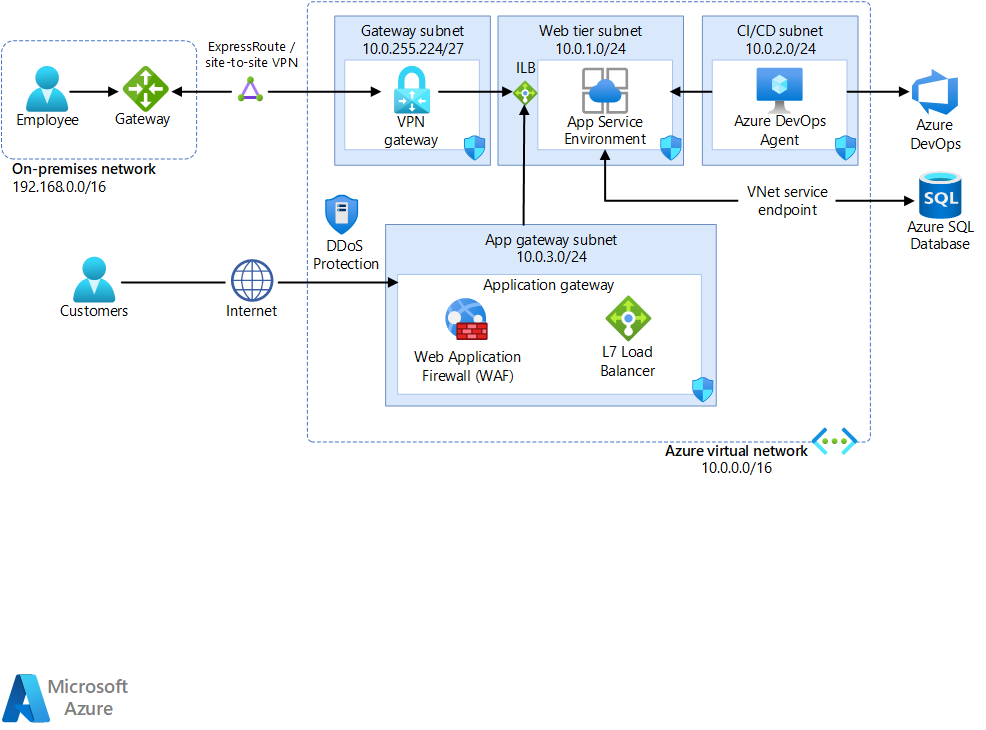 Gateway subnet
10.0.255.224/27
Web tier subnet
10.0.1.0/24
CI/CD subnet
10.0.2.0/24
ExpressRoute /
site-to-site VPN
ILB
Employee
Gateway
VPN
gateway
App Service
Environment
Azure DevOps
Agent
Azure
DevOps
On-premises network
192.168.0.0/16
VNet service
endpoint
SQL
Azure SQL
Database
DDoS
Protection
App gateway subnet
10.0.3.0/24
Application gateway
Customers
Internet
Web Application
Firewall (WAF)
L7 Load
Balancer
Azure virtual network
10.0.0.0/16
Microsoft
Azure